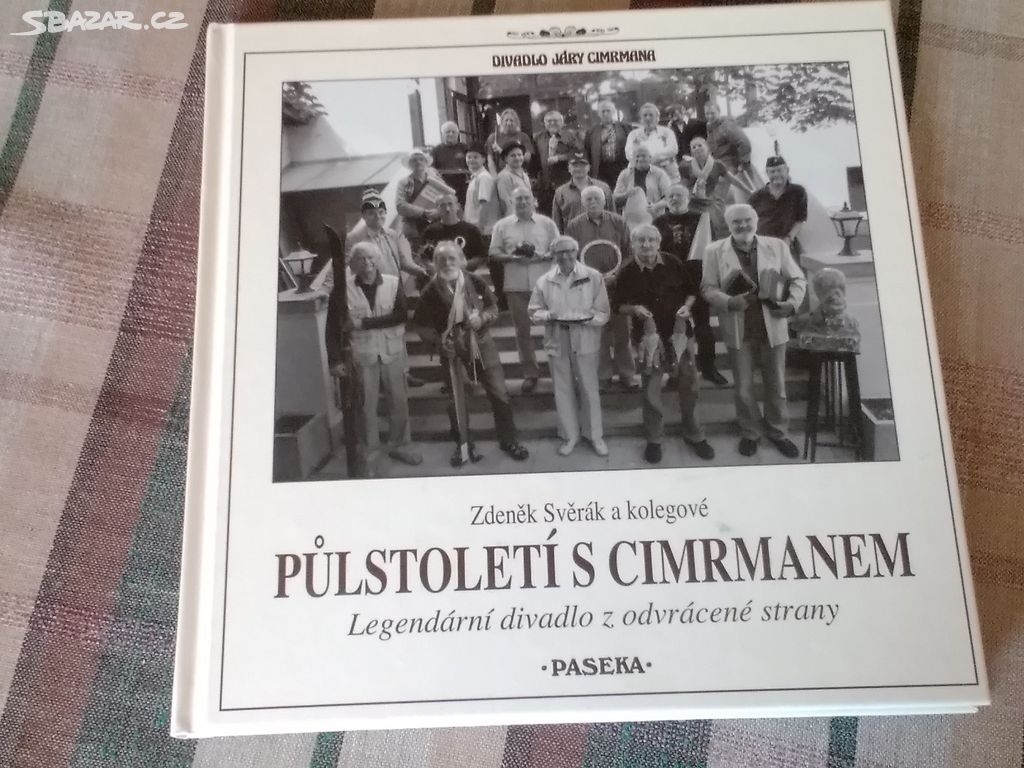 SBAZAR.CZ
DIVADLO JÁRY CIMRMANA
Zdeněk Svěrák a kolegové
PŮLSTOLETÍ S CIMRMANEM
Legendární divadlo z odvrácené strany
·PASEKA·